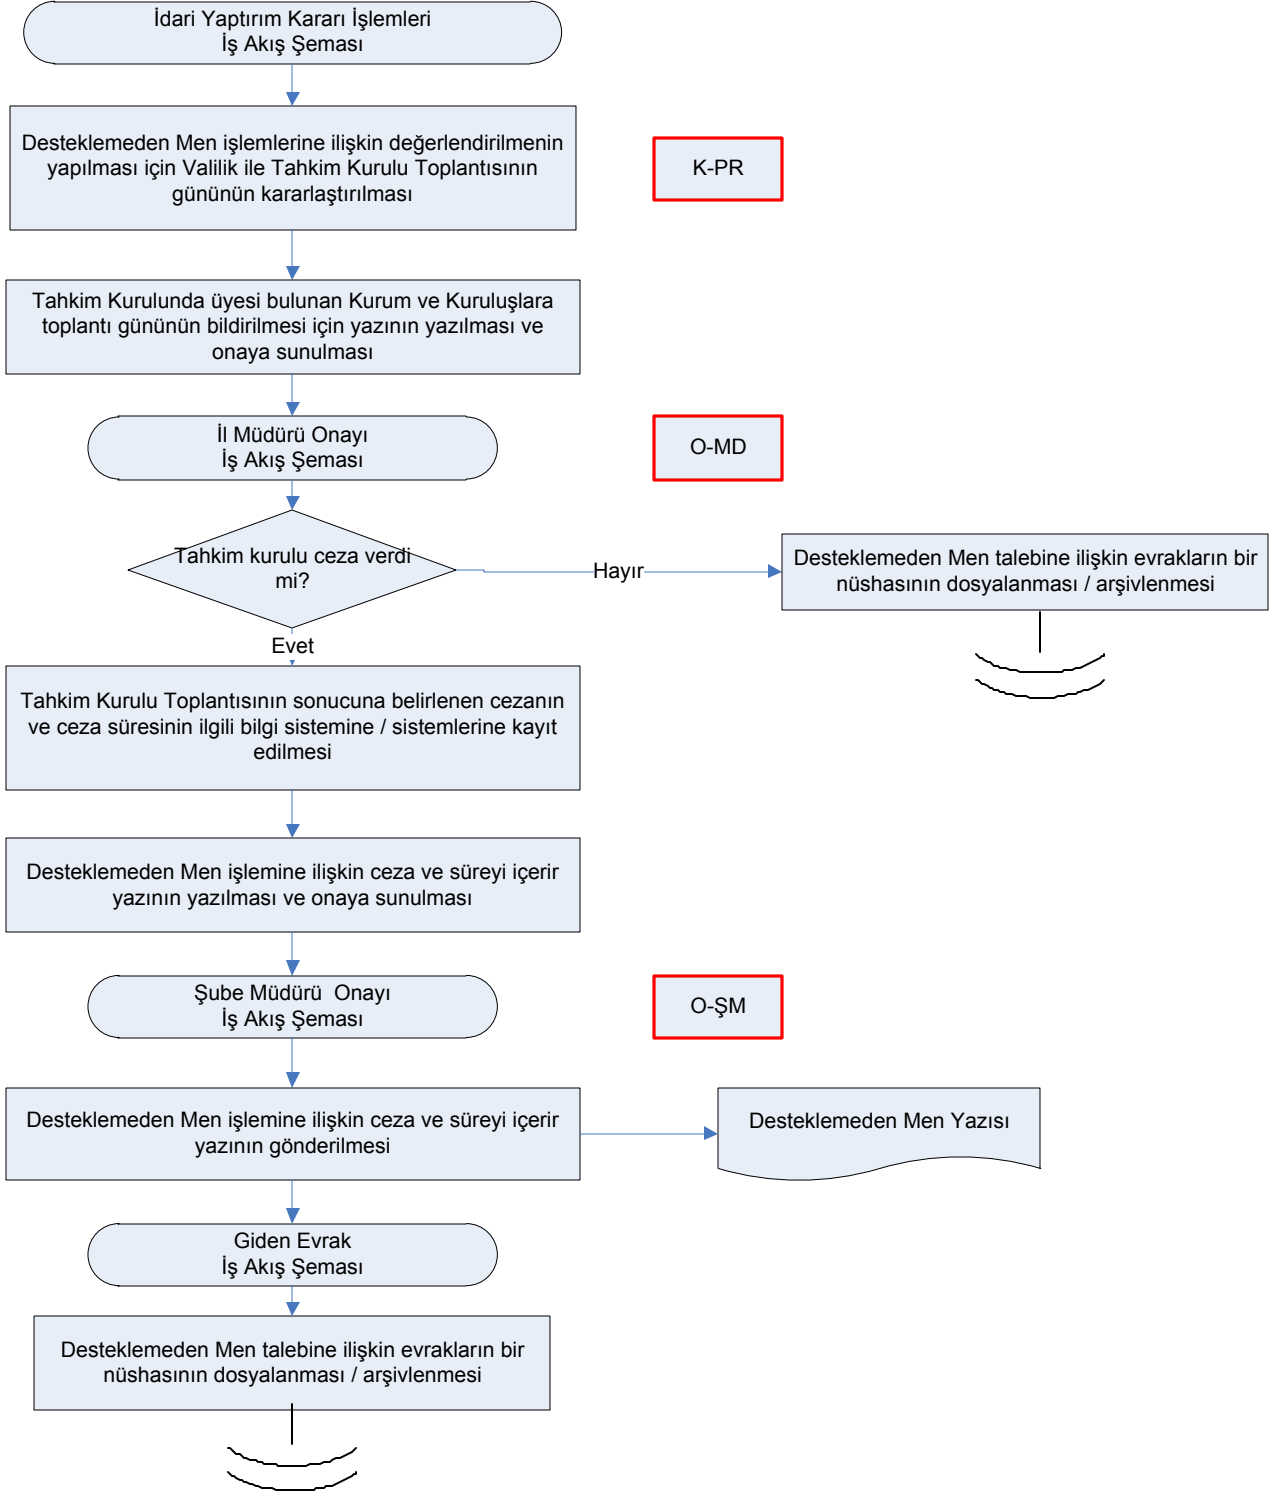 İdari Yaptırım Kararı İşlemleri
İş Akış Şeması
Desteklemeden Men işlemlerine ilişkin değerlendirilmenin
yapılması için Valilik ile Tahkim Kurulu Toplantısının
gününün kararlaştırılması
K-PR
Tahkim Kurulunda üyesi bulunan Kurum ve Kuruluşlara
toplantı gününün bildirilmesi için yazının yazılması ve
onaya sunulması
İl Müdürü Onayı
İş Akış Şeması
O-MD
Tahkim kurulu ceza verdi
mi?
Hayır
Desteklemeden Men talebine ilişkin evrakların bir
nüshasının dosyalanması / arşivlenmesi
Evet
Tahkim Kurulu Toplantısının sonucuna belirlenen cezanın
ve ceza süresinin ilgili bilgi sistemine / sistemlerine kayıt
edilmesi
Desteklemeden Men işlemine ilişkin ceza ve süreyi içerir
yazının yazılması ve onaya sunulması
Şube Müdürü  Onayı
İş Akış Şeması
O-ŞM
Desteklemeden Men işlemine ilişkin ceza ve süreyi içerir
yazının gönderilmesi
Desteklemeden Men Yazısı
Giden Evrak
İş Akış Şeması
Desteklemeden Men talebine ilişkin evrakların bir
nüshasının dosyalanması / arşivlenmesi